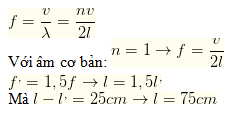 f = v/λ = nv/2l
Với âm cơ bản: n = 1 → f = v/2l
f’ = 1,5f → l = 1,5l’
Mà l − l’ = 25cm → l = 75cm